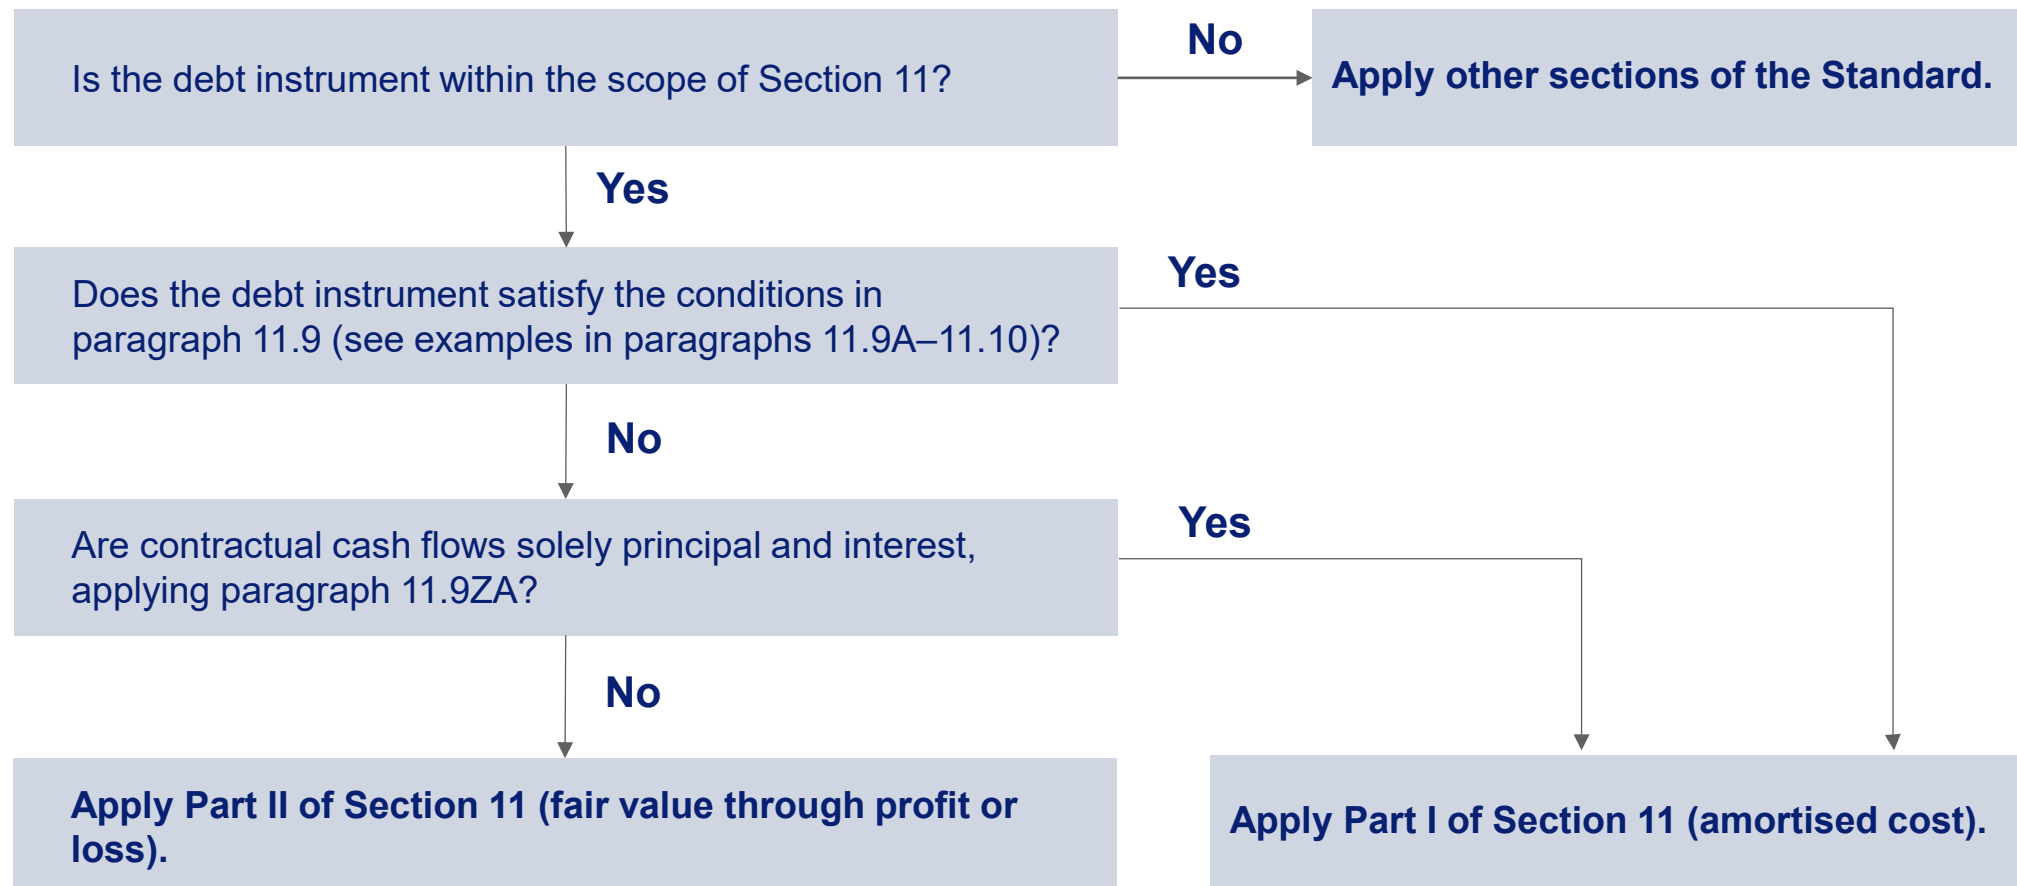 Is the debt instrument within the scope of Section 11?
No
Apply other sections of the Standard.
Yes
Does the debt instrument satisfy the conditions in
paragraph 11.9 (see examples in paragraphs 11.9A–11.10)?
Yes
No
Are contractual cash flows solely principal and interest,
applying paragraph 11.9ZA?
Yes
No
Apply Part II of Section 11 (fair value through profit or
loss).
Apply Part I of Section 11 (amortised cost).